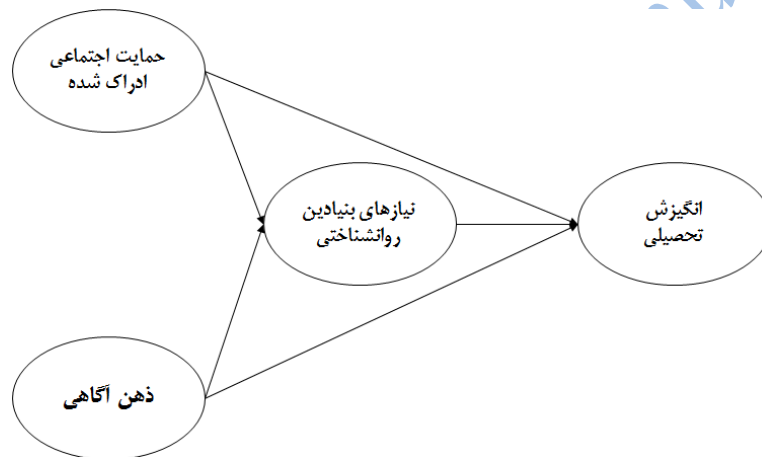 حمایت اجتماعی
ادراک شده
نیازهای بنیادین
روانشناختی
انگیزش
تحصیلی
ذهن آگاهی